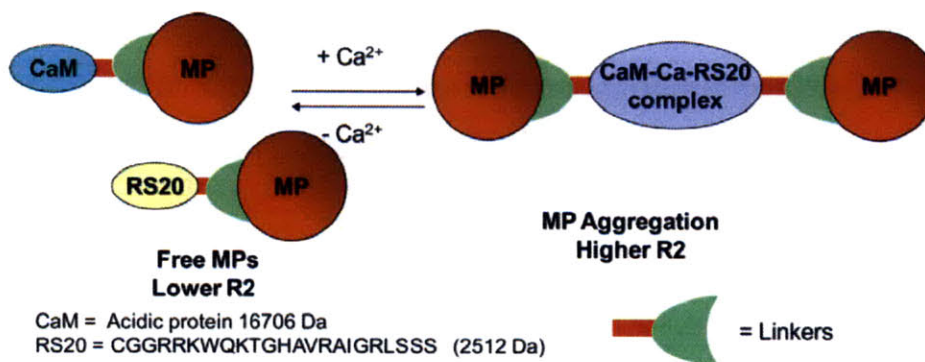 CaM MP
+ Ca2+
- Ca2+
RS20 MP
MP
CaM-Ca-RS20
complex
MP
Free MPs
Lower R2
MP Aggregation
Higher R2
CaM = Acidic protein 16706 Da
RS20 = CGGRRKWQKTGHAVRAIGRLSSS (2512 Da)
= Linkers